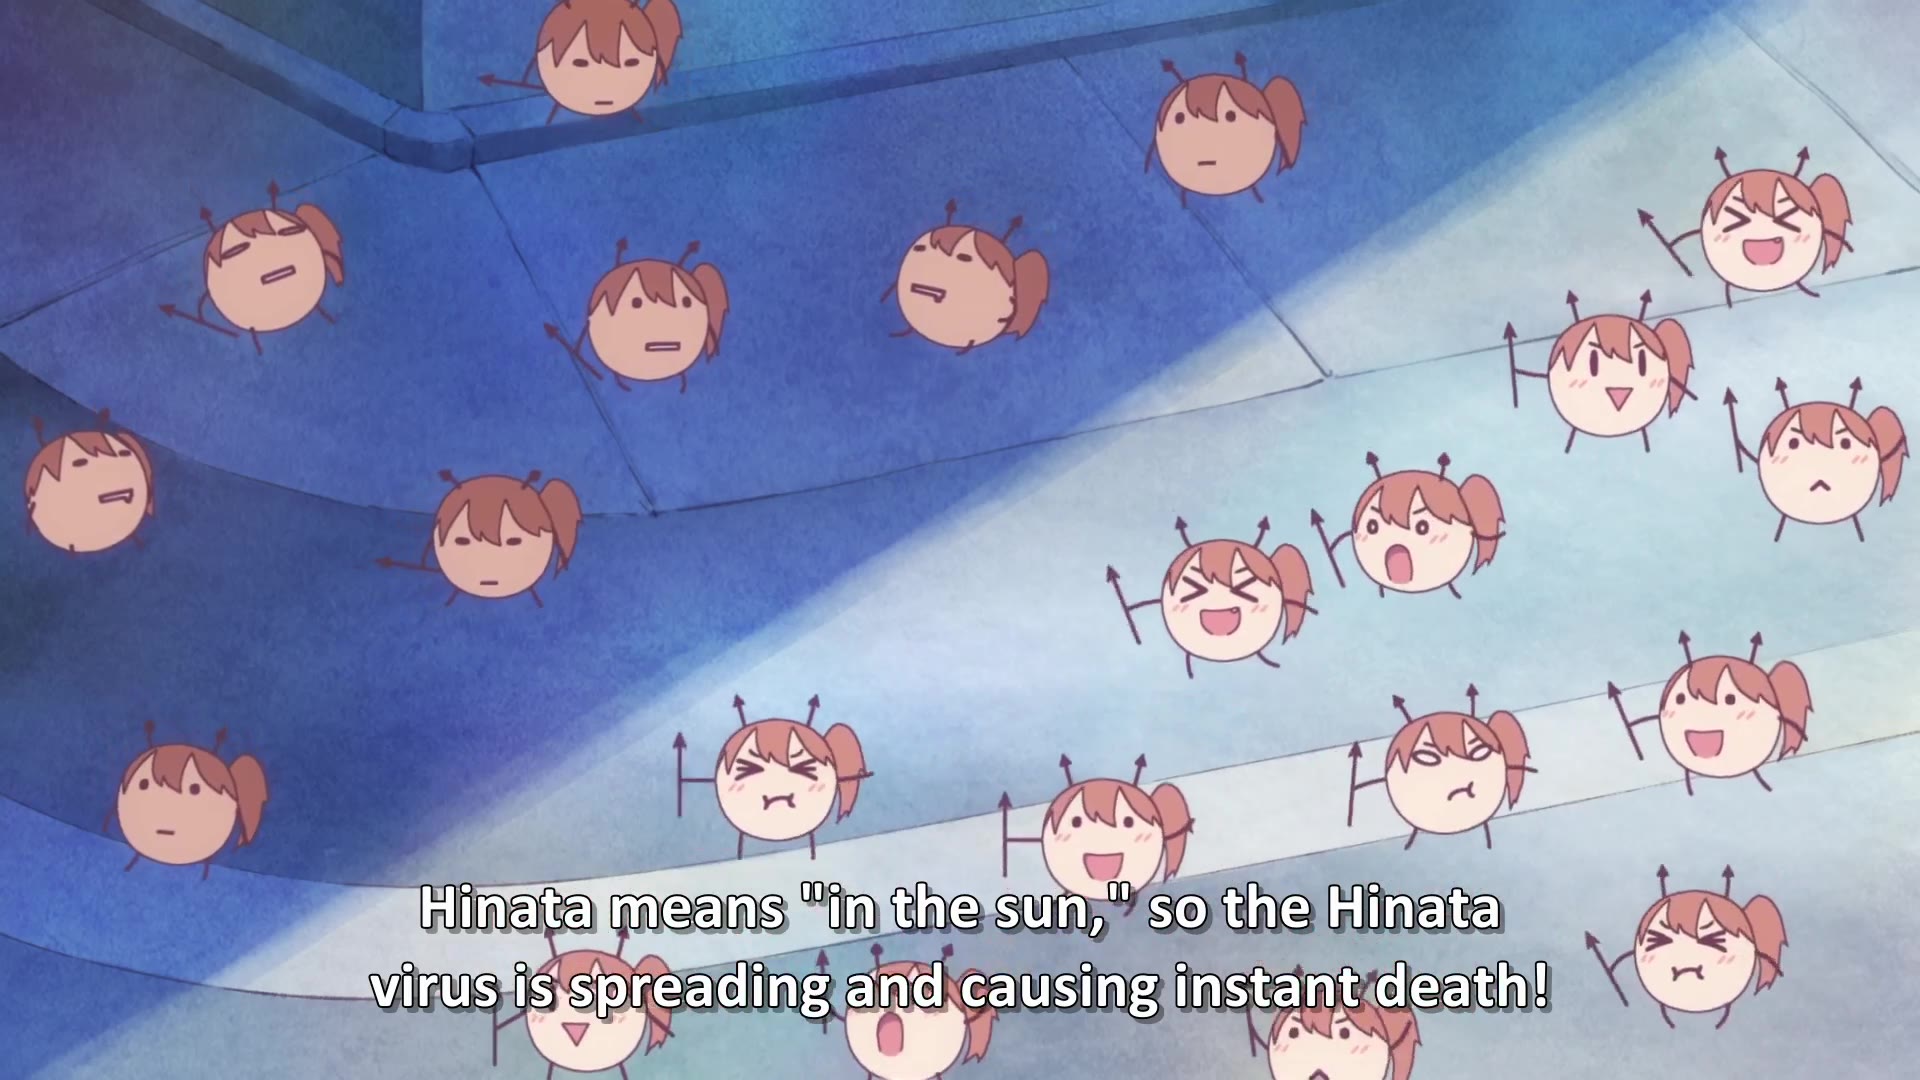 Hinata means "in the sun," so the Hinata
virus is spreading and causing instant death!